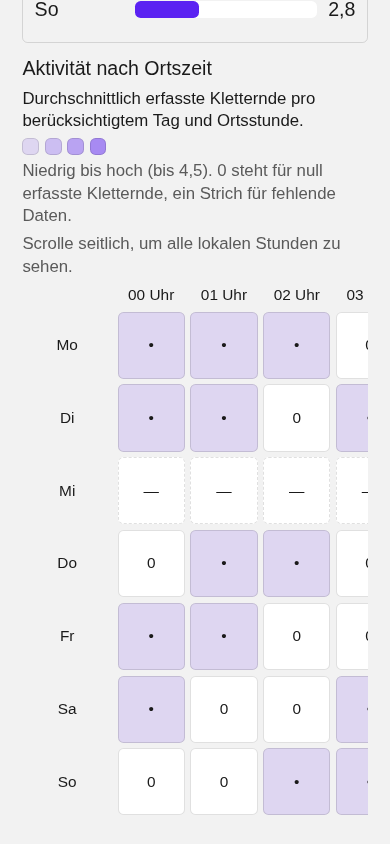 So 2,8
Aktivität nach Ortszeit
Durchschnittlich erfasste Kletternde pro
berücksichtigtem Tag und Ortsstunde.
Niedrig bis hoch (bis 4,5). 0 steht für null
erfasste Kletternde, ein Strich für fehlende
Daten.
Scrolle seitlich, um alle lokalen Stunden zu
sehen.
00 Uhr 01 Uhr 02 Uhr 03
Mo • • •
Di • • 0
Mi — — —
Do 0 • •
Fr • • 0
Sa • 0 0
So 0 0 •